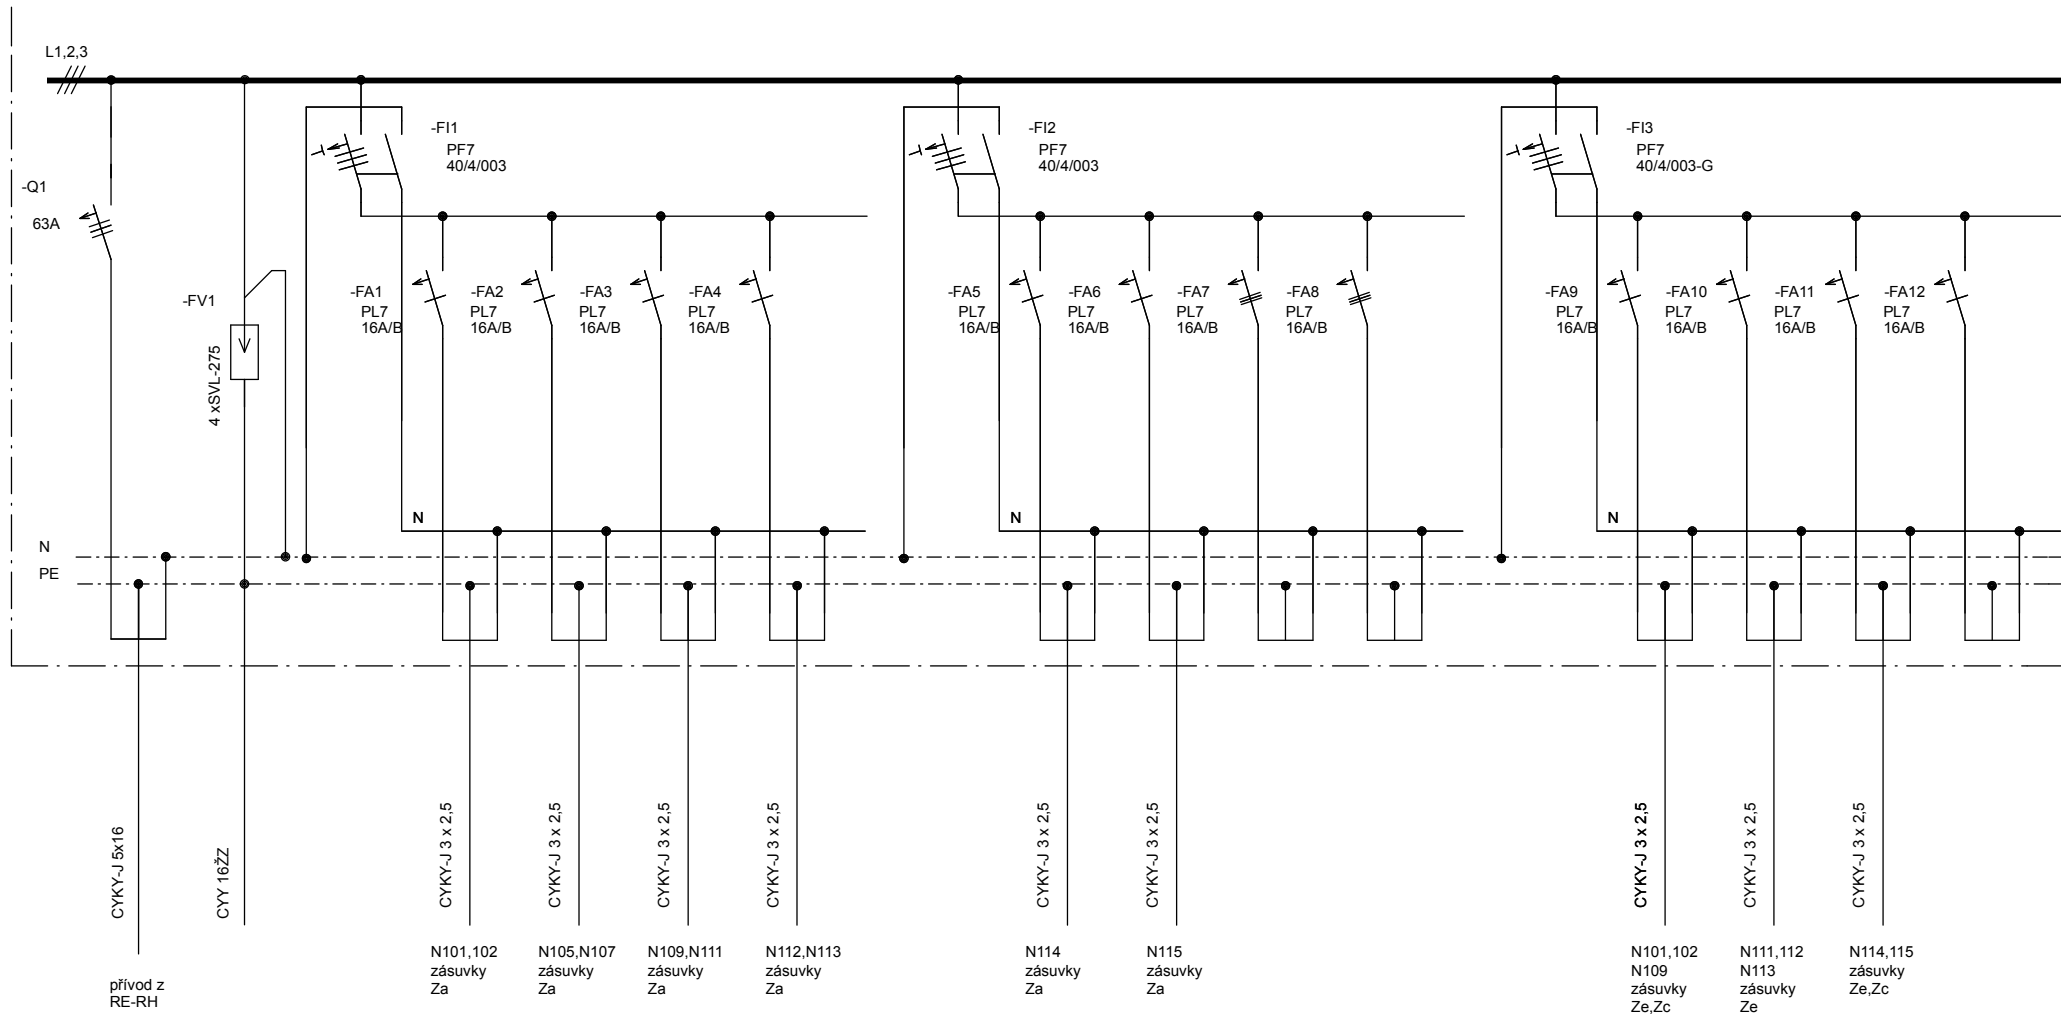 L1,2,3
-Q1
63A
-FV1
4 xSVL-275
-FI1
PF7
40/4/003
-FI2
PF7
40/4/003
-FI3
PF7
40/4/003-G
-FA1
PL7
16A/B
-FA2
PL7
16A/B
-FA3
PL7
16A/B
-FA4
PL7
16A/B
-FA5
PL7
16A/B
-FA6
PL7
16A/B
-FA7
PL7
16A/B
-FA8
PL7
16A/B
-FA9
PL7
16A/B
-FA10
PL7
16A/B
-FA11
PL7
16A/B
-FA12
PL7
16A/B
N
N
N
N
PE
CYKY-J 5x16
CYY 16ŽZ
CYKY-J 3 x 2,5
CYKY-J 3 x 2,5
CYKY-J 3 x 2,5
CYKY-J 3 x 2,5
CYKY-J 3 x 2,5
CYKY-J 3 x 2,5
CYKY-J 3 x 2,5
CYKY-J 3 x 2,5
CYKY-J 3 x 2,5
přívod z
RE-RH
N101,102
zásuvky
Za
N105,N107
zásuvky
Za
N109,N111
zásuvky
Za
N112,N113
zásuvky
Za
N114
zásuvky
Za
N115
zásuvky
Za
N101,102
N109
zásuvky
Ze,Zc
N111,112
N113
zásuvky
Ze
N114,115
zásuvky
Ze,Zc